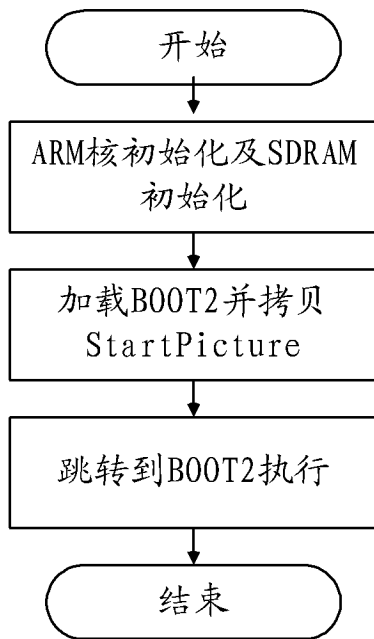 开始
ARM核初始化及SDRAM
初始化
加载BOOT2并拷贝
StartPicture
跳转到BOOT2执行
结束